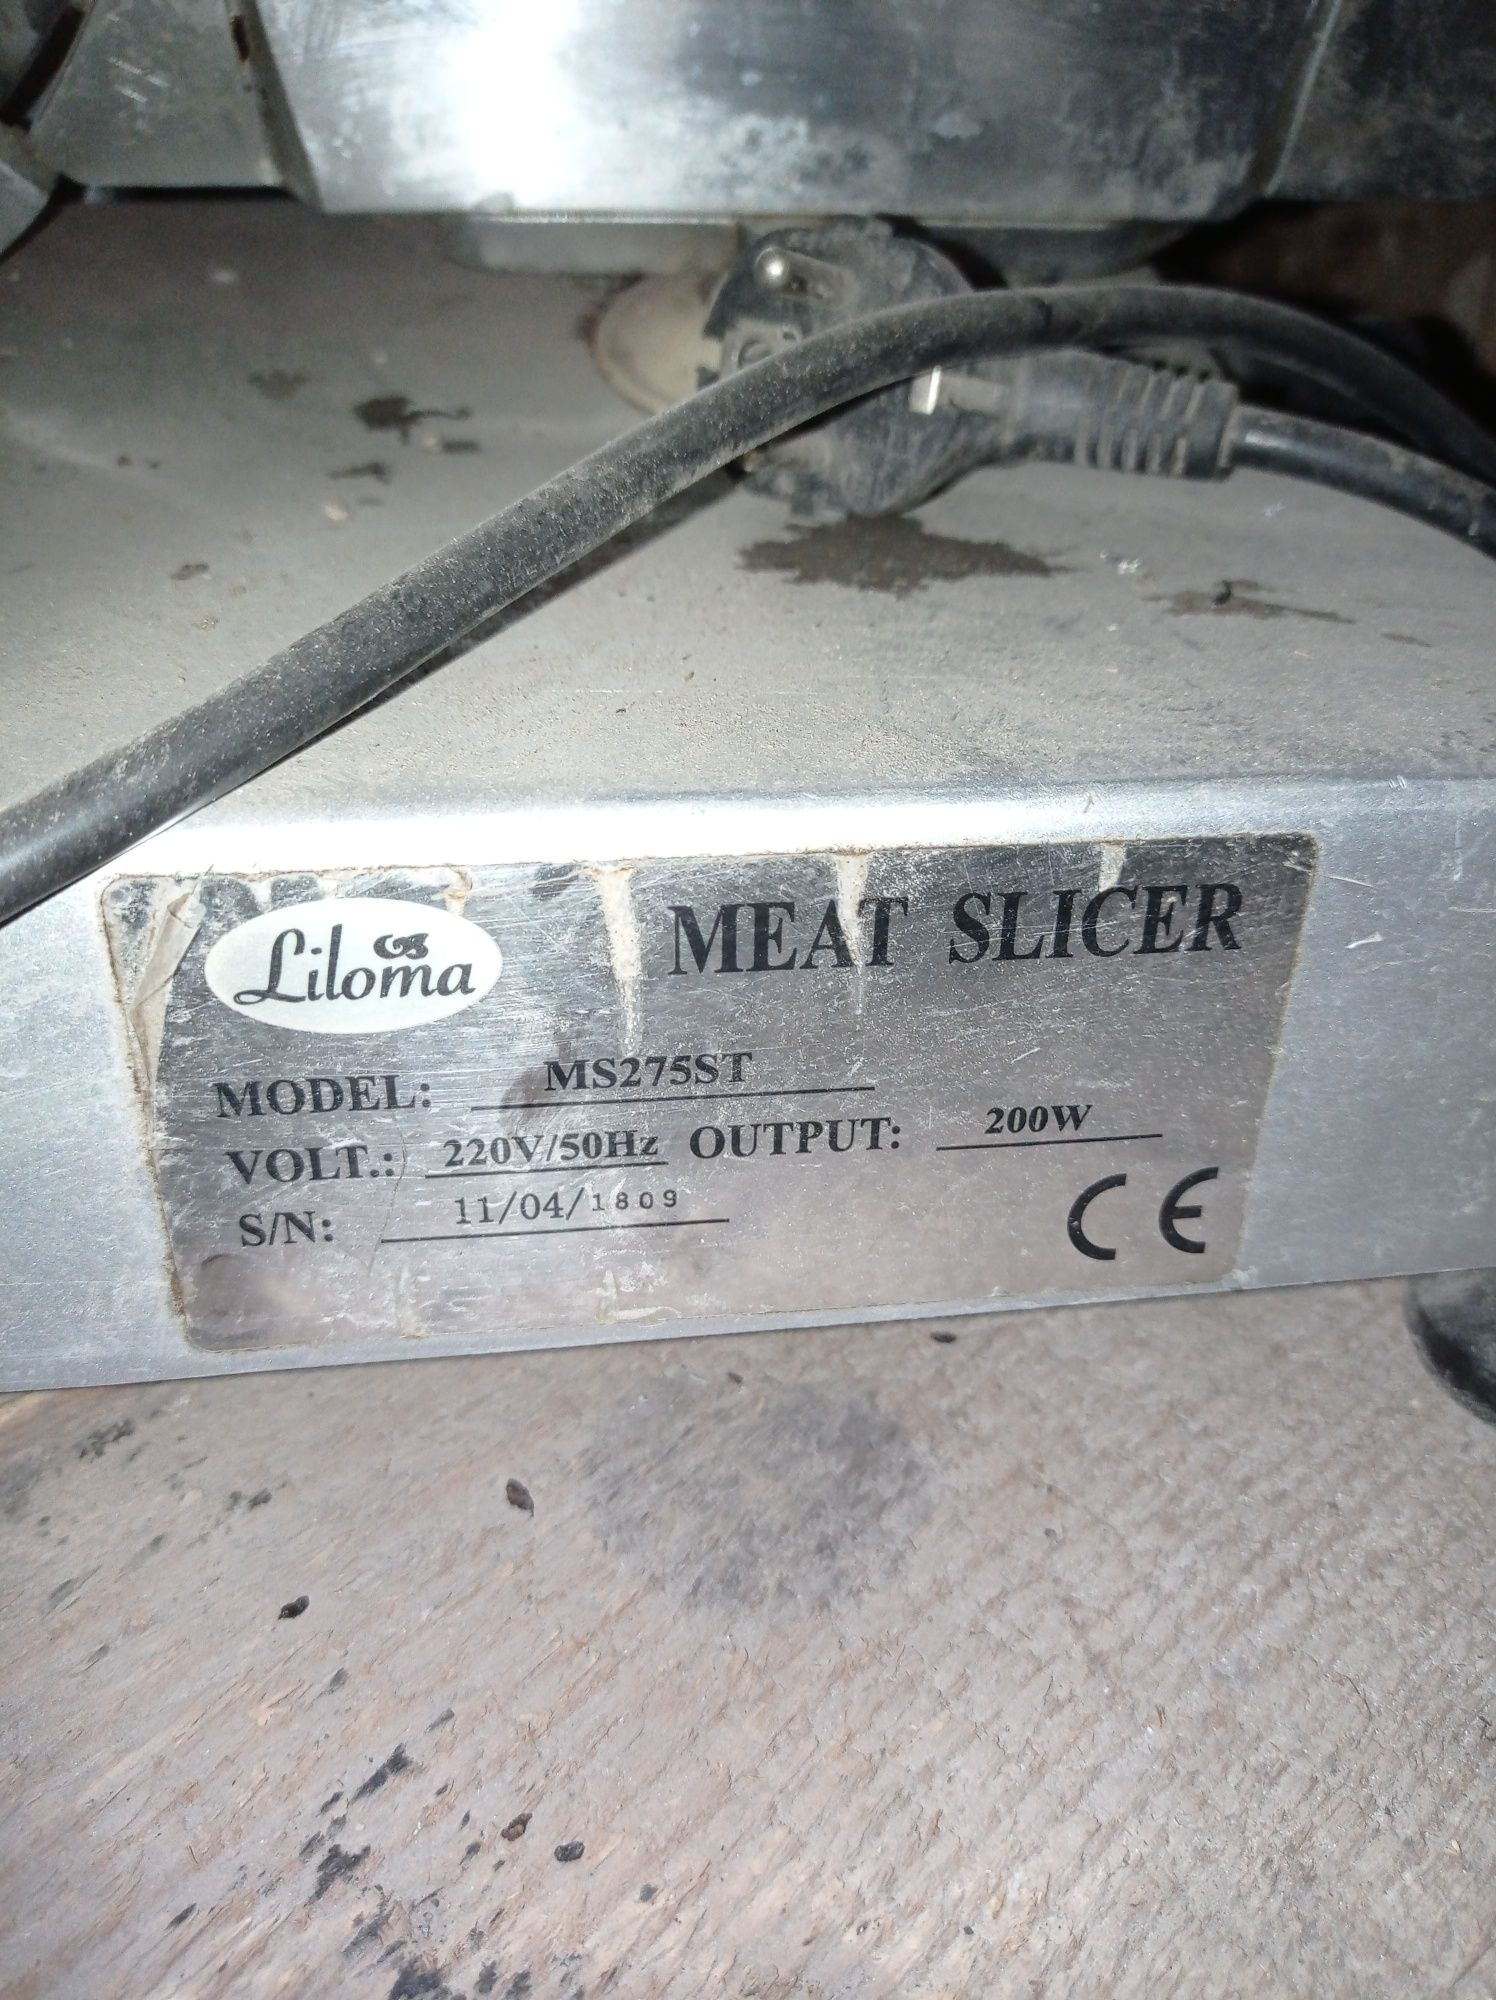 Liloma
MEAT SLICER
MODEL: MS275ST
VOLT.: 220V/50Hz OUTPUT: 200W
S/N: 11/04/1809
CE